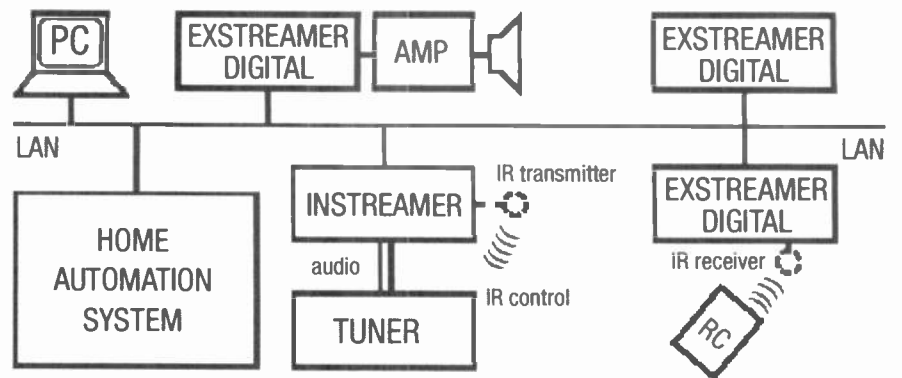 PC
EXSTREAMER
DIGITAL
AMP
EXSTREAMER
DIGITAL
LAN
LAN
HOME
AUTOMATION
SYSTEM
INSTREAMER
IR transmitter
audio
IR control
TUNER
EXSTREAMER
DIGITAL
IR receiver
RC